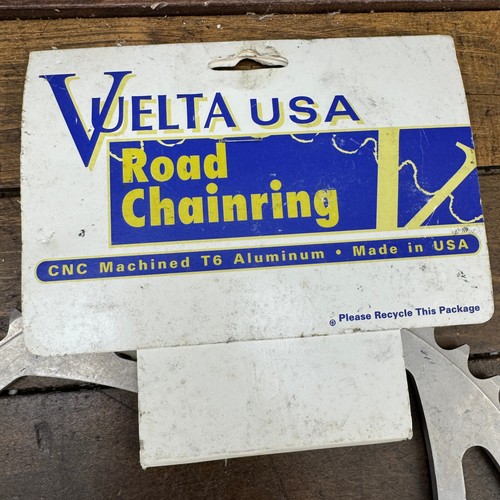 VUELTA USA
Road
Chainring
CNC Machined T6 Aluminum • Made in USA
Please Recycle This Package